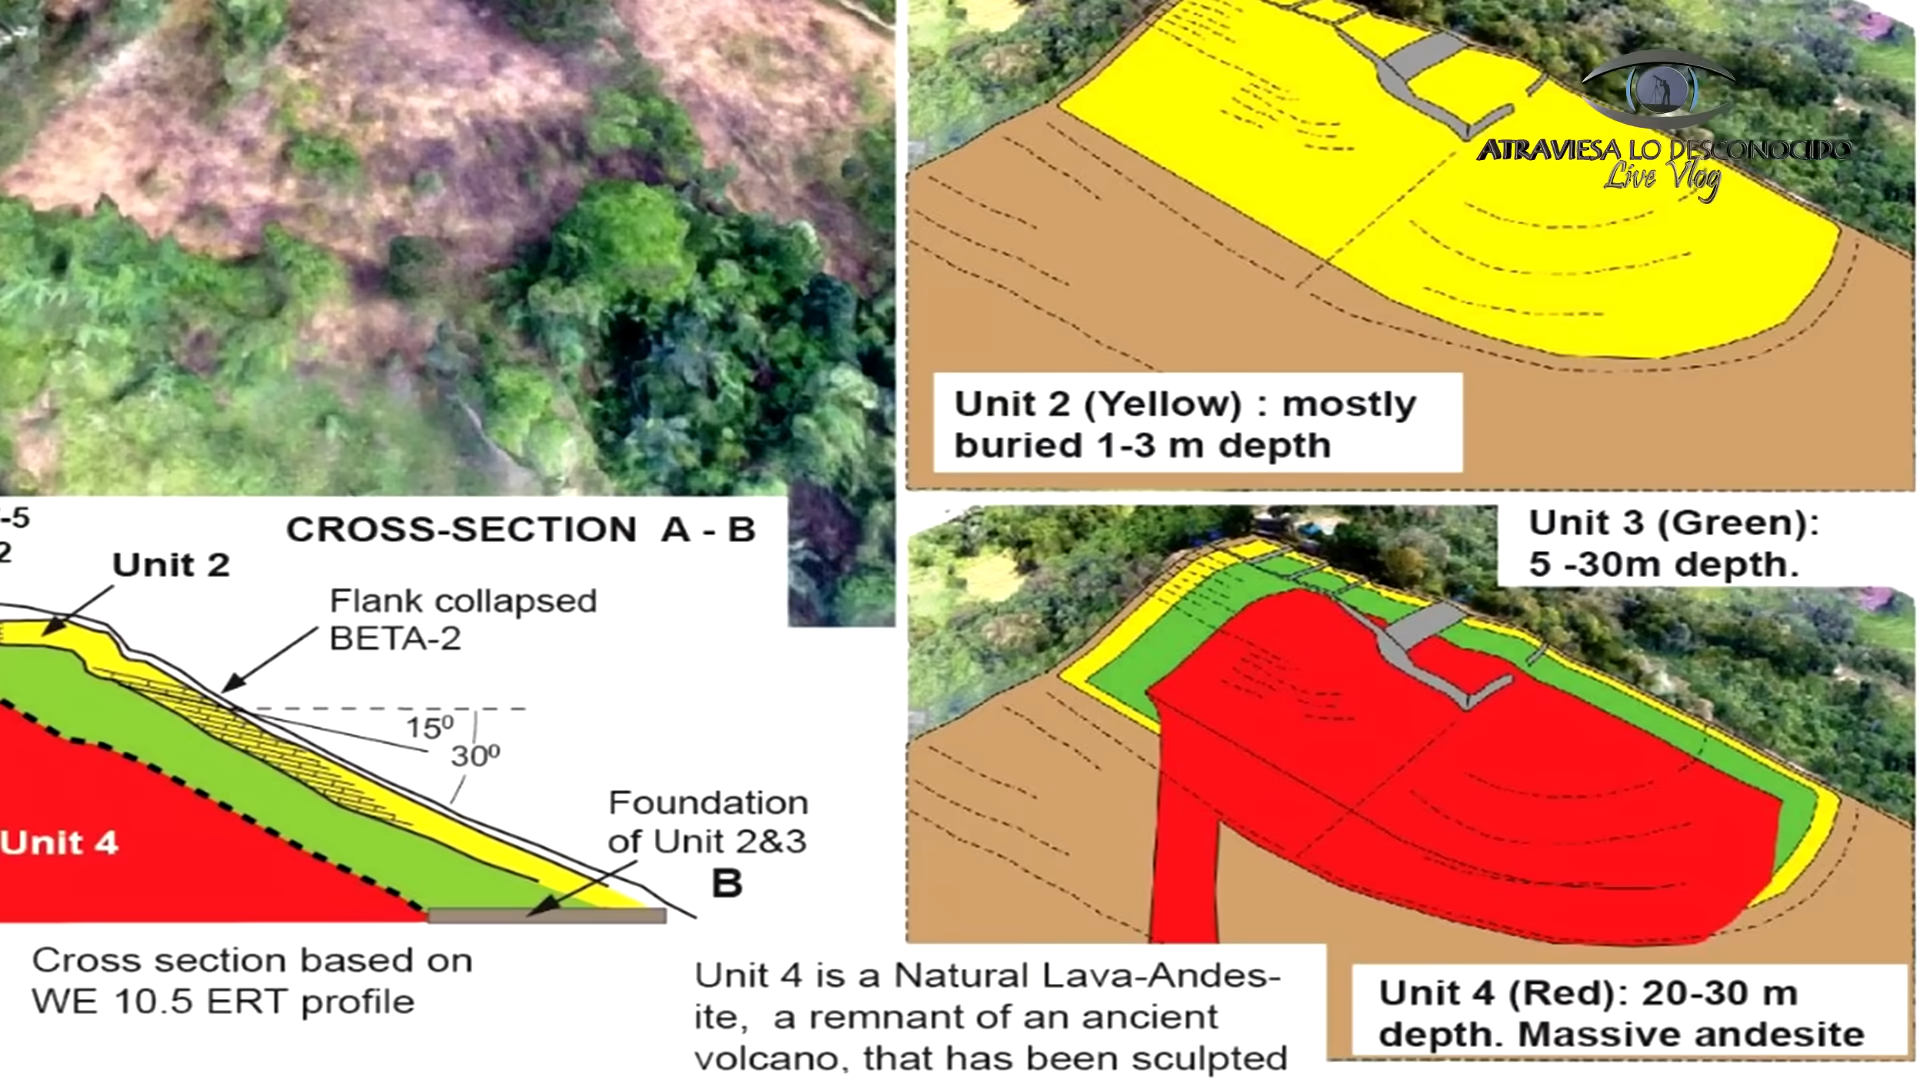 ATRAVIESA LO DESCONOCIDO
Live Vlog
Unit 2 (Yellow) : mostly
buried 1-3 m depth
-5
2
CROSS-SECTION A - B
Unit 2
Flank collapsed
BETA-2
15⁰
30⁰
Foundation
of Unit 2&3
B
Unit 4
Cross section based on
WE 10.5 ERT profile
Unit 3 (Green):
5 -30m depth.
Unit 4 is a Natural Lava-Andes-
ite, a remnant of an ancient
volcano, that has been sculpted
Unit 4 (Red): 20-30 m
depth. Massive andesite